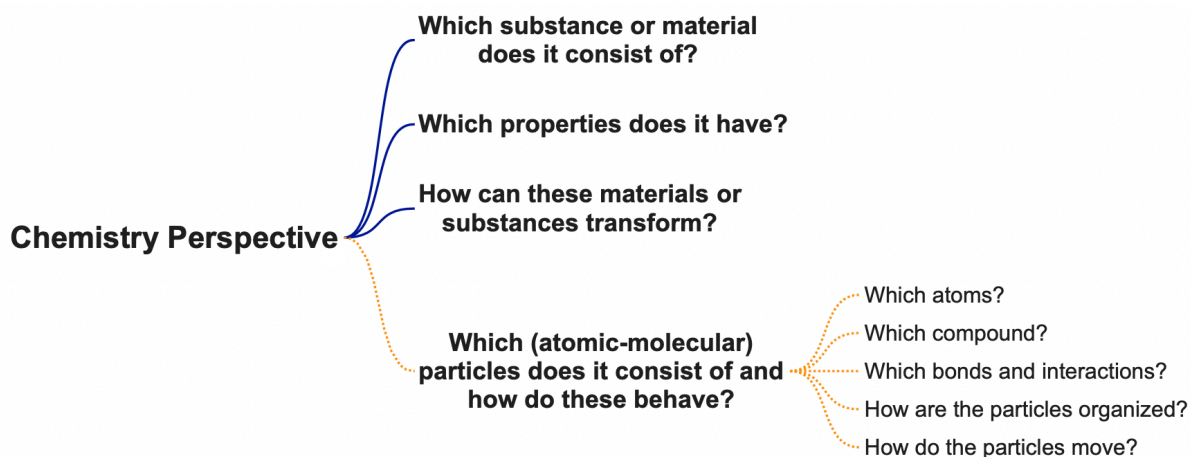 Which substance or material
does it consist of?
Which properties does it have?
How can these materials or
substances transform?
Chemistry Perspective
Which (atomic-molecular)
particles does it consist of and
how do these behave?
Which atoms?
Which compound?
Which bonds and interactions?
How are the particles organized?
How do the particles move?